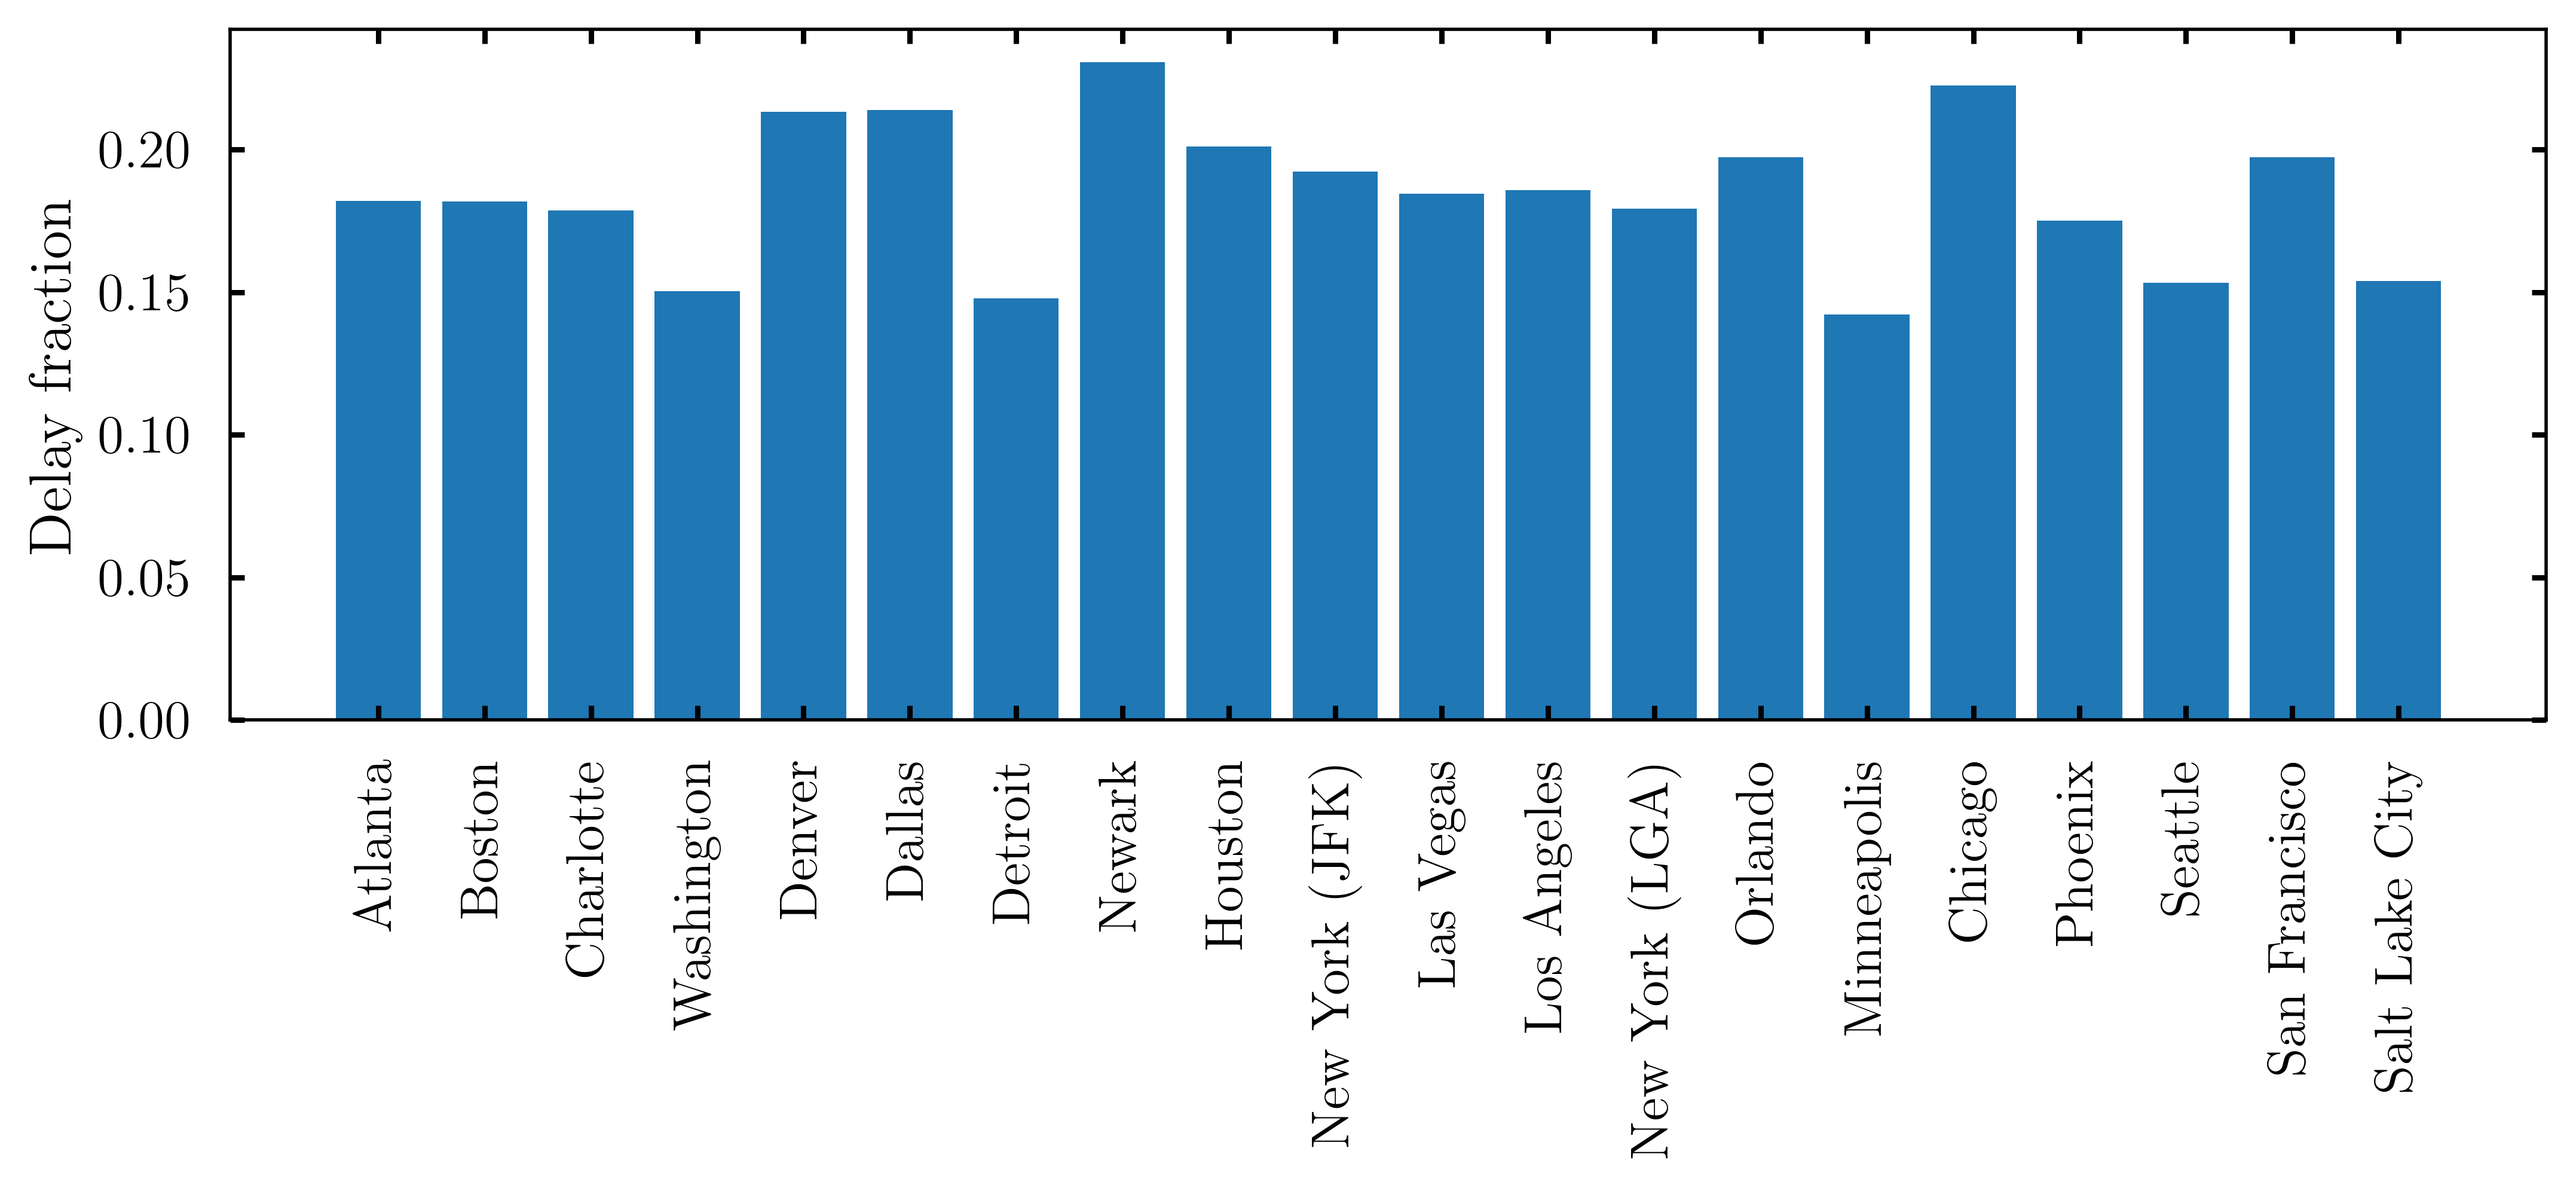 Delay fraction
0.20
0.15
0.10
0.05
0.00
Atlanta
Boston
Charlotte
Washington
Denver
Dallas
Detroit
Newark
Houston
New York (JFK)
Las Vegas
Los Angeles
New York (LGA)
Orlando
Minneapolis
Chicago
Phoenix
Seattle
San Francisco
Salt Lake City